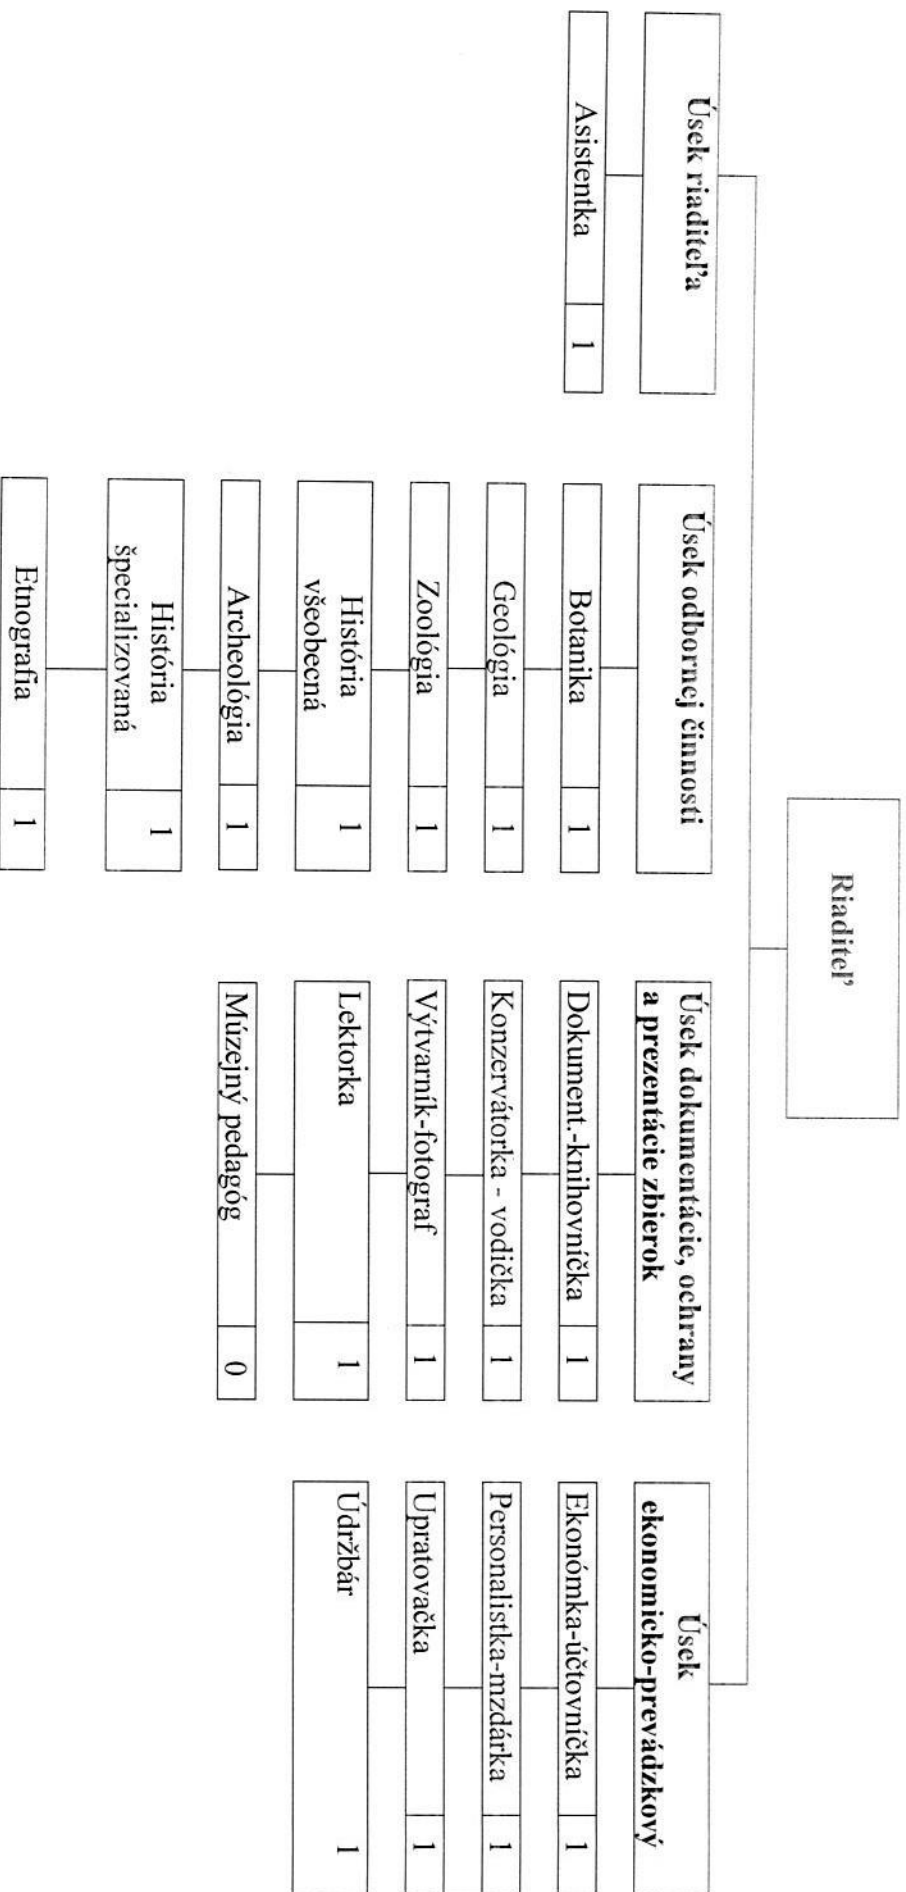 Riaditeľ
Úsek riaditeľa
Asistentka 1
Úsek odbornej činnosti
Botanika 1
Geológia 1
Zoológia 1
História
všeobecná 1
Archeológia 1
História
špecializovaná 1
Etnografia 1
Úsek dokumentácie, ochrany
a prezentácie zbierok
Dokument.-knihovníčka 1
Konzervátorka - vodička 1
Výtvarník-fotograf 1
Lektorka 1
Múzejný pedagóg 0
Úsek
ekonomicko-prevádzkový
Ekonómka-účtovníčka 1
Personalistka-mzdárka 1
Upratovačka 1
Údržbár 1